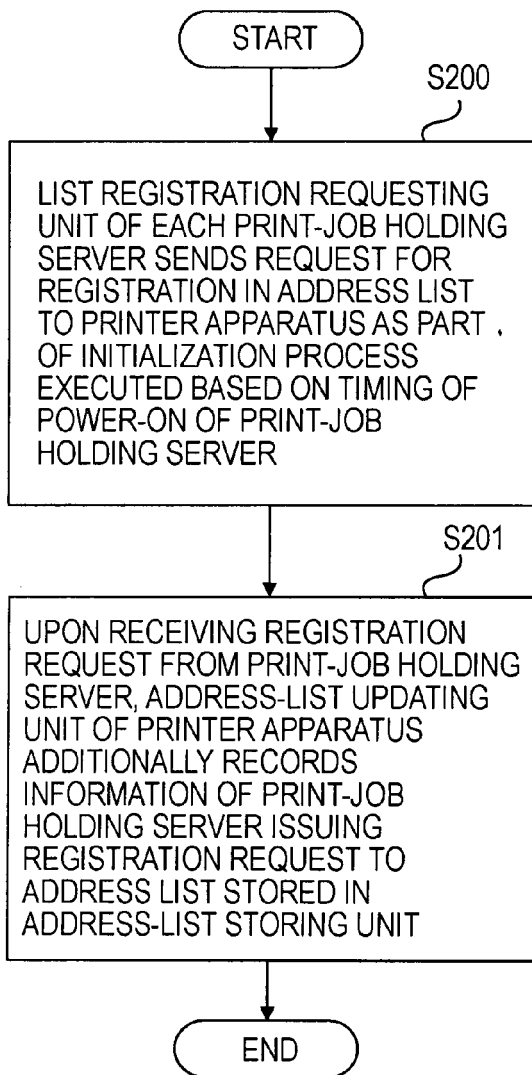 START
S200
LIST REGISTRATION REQUESTING
UNIT OF EACH PRINT-JOB HOLDING
SERVER SENDS REQUEST FOR
REGISTRATION IN ADDRESS LIST
TO PRINTER APPARATUS AS PART .
OF INITIALIZATION PROCESS
EXECUTED BASED ON TIMING OF
POWER-ON OF PRINT-JOB
HOLDING SERVER
S201
UPON RECEIVING REGISTRATION
REQUEST FROM PRINT-JOB HOLDING
SERVER, ADDRESS-LIST UPDATING
UNIT OF PRINTER APPARATUS
ADDITIONALLY RECORDS
INFORMATION OF PRINT-JOB
HOLDING SERVER ISSUING
REGISTRATION REQUEST TO
ADDRESS LIST STORED IN
ADDRESS-LIST STORING UNIT
END